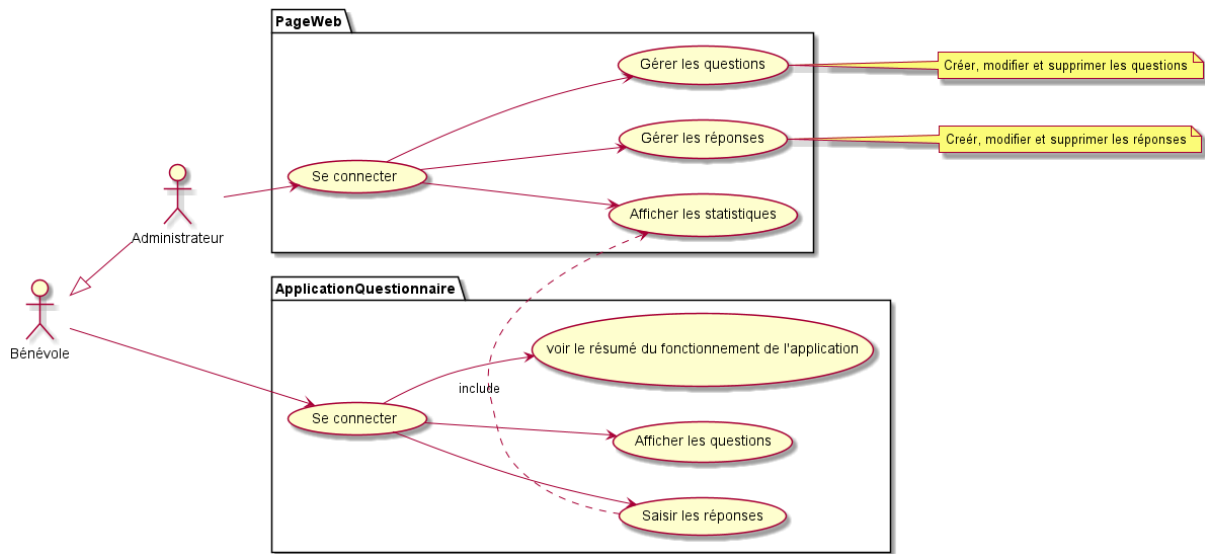 PageWeb
Gérer les questions
Créer, modifier et supprimer les questions
Gérer les réponses
Creér, modifier et supprimer les réponses
Se connecter
Afficher les statistiques
Administrateur
ApplicationQuestionnaire
Bénévole
voir le résumé du fonctionnement de l'application
include
Se connecter
Afficher les questions
Saisir les réponses